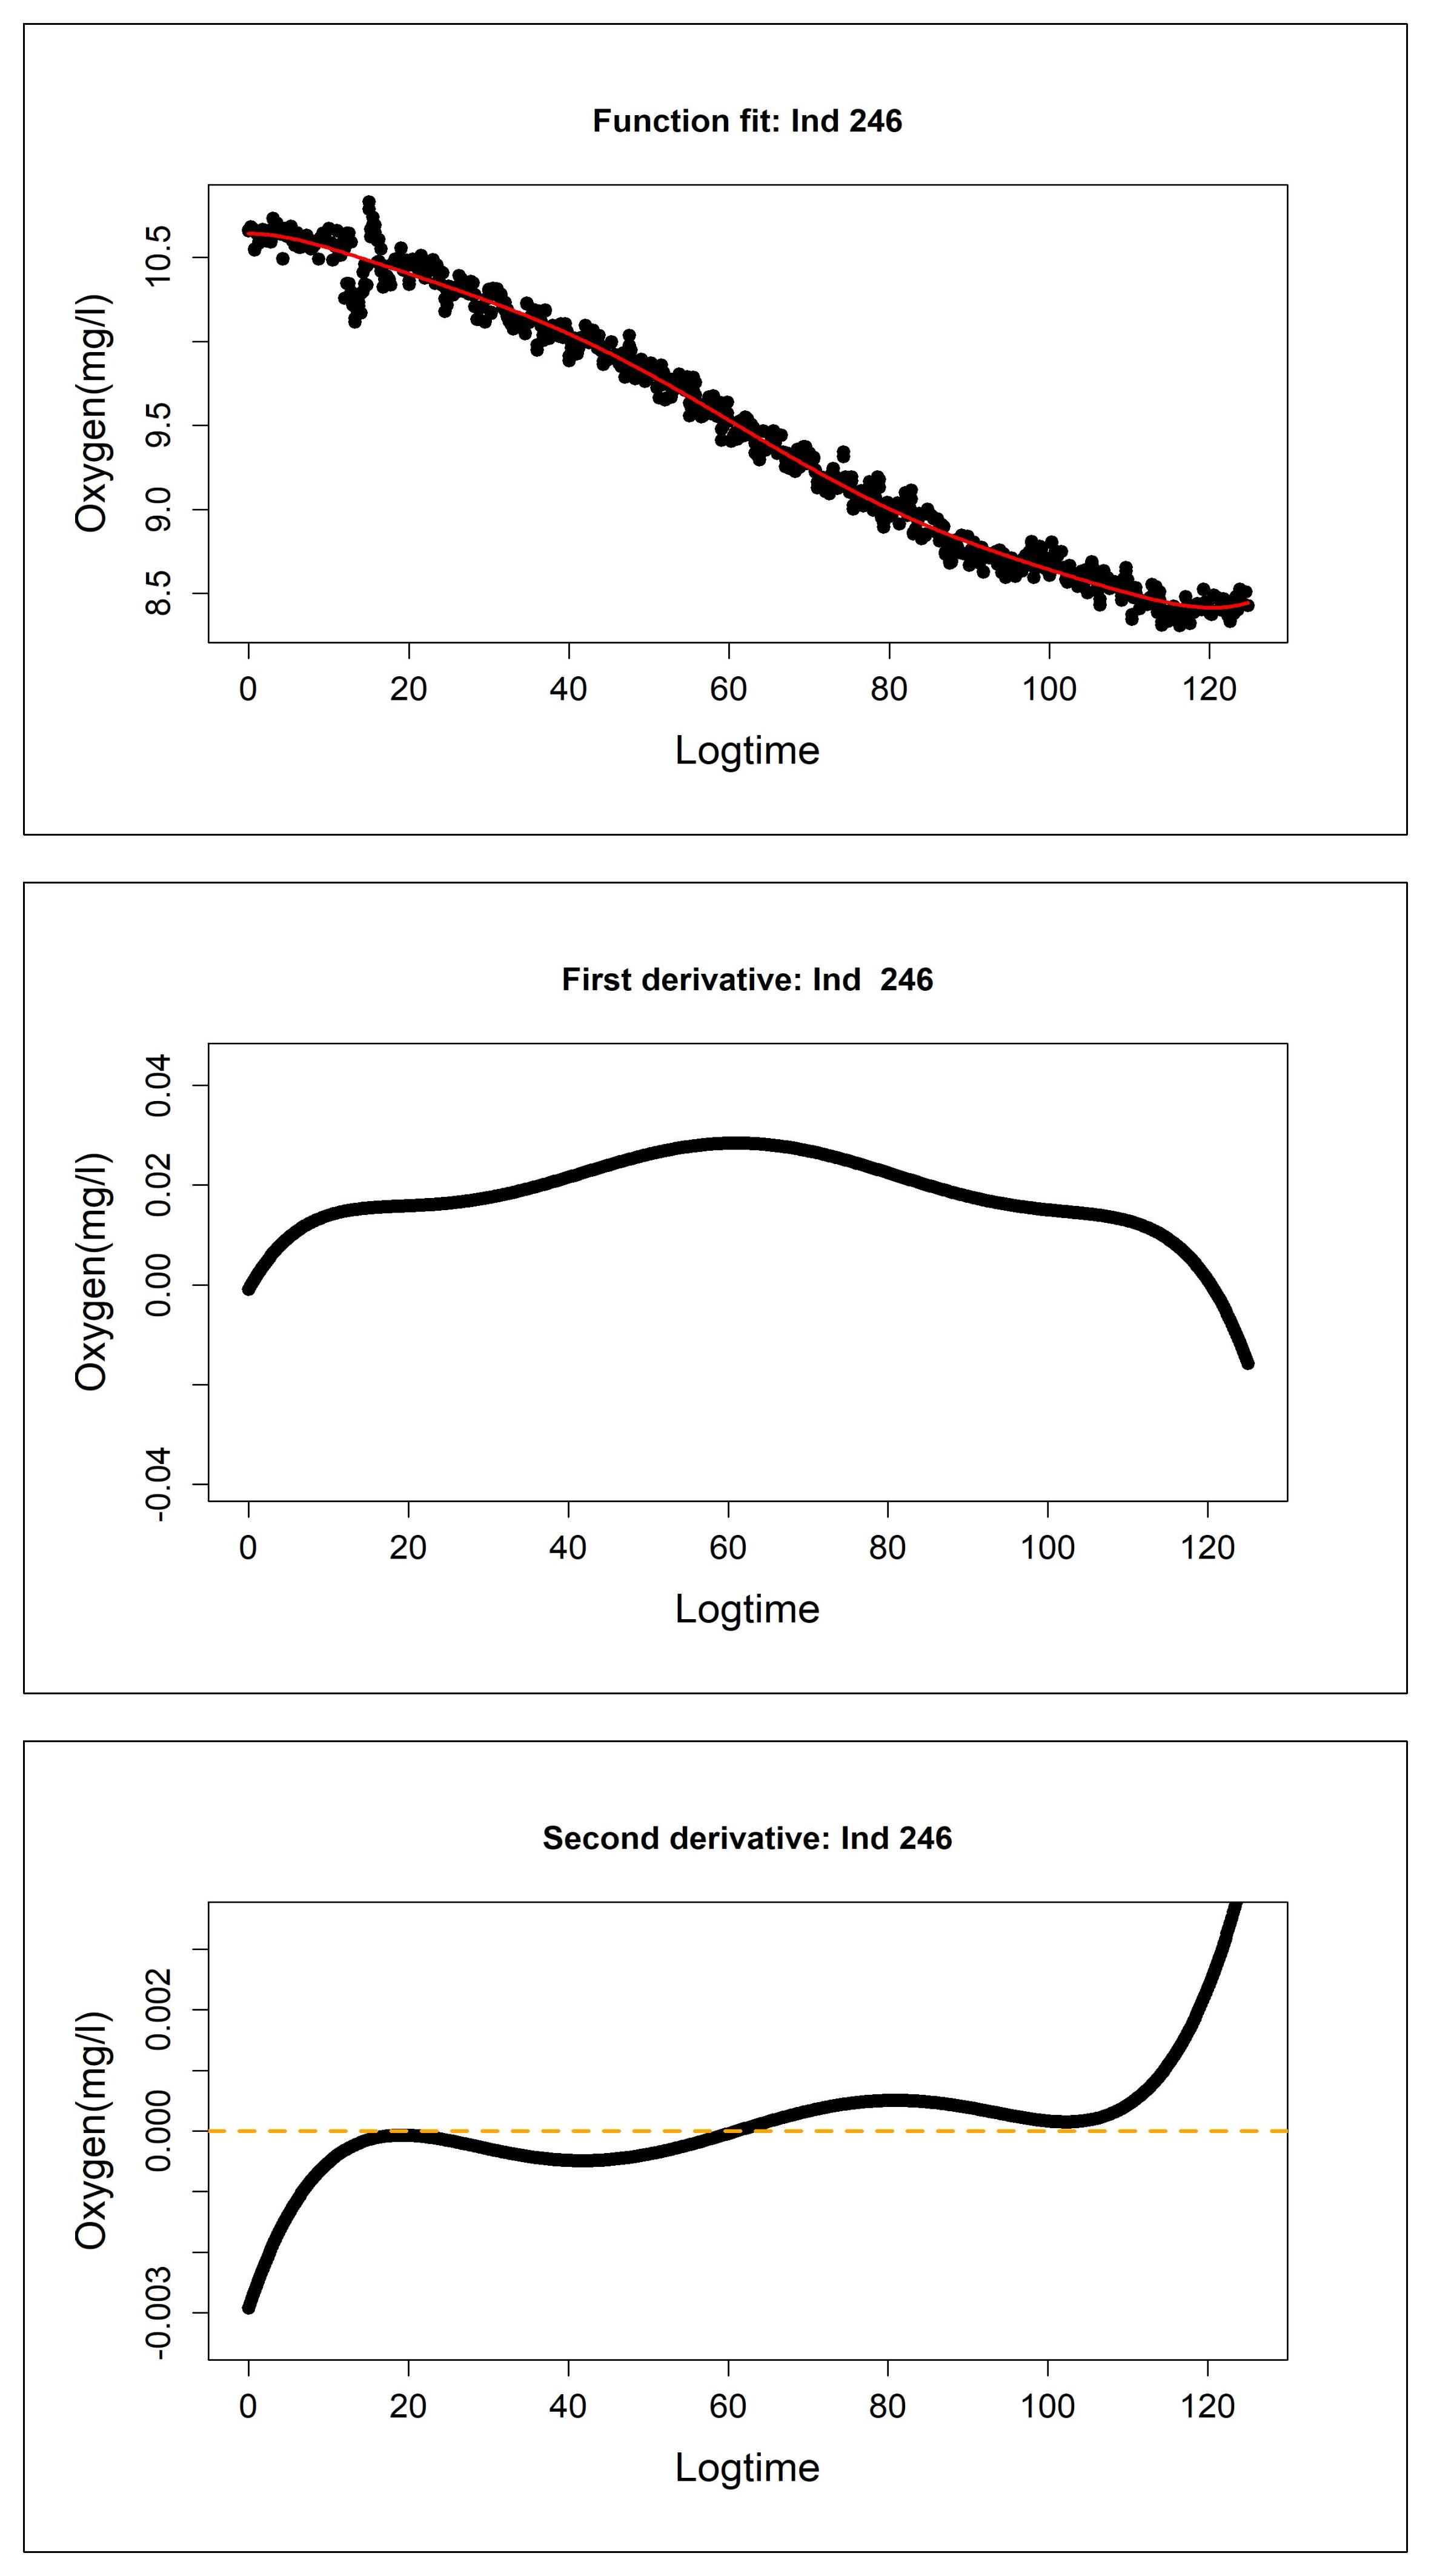 Function fit: Ind 246
Oxygen(mg/l)
10.5
9.5
9.0
8.5
0 20 40 60 80 100 120
Logtime
First derivative: Ind  246
Oxygen(mg/l)
0.04
0.02
0.00
-0.04
0 20 40 60 80 100 120
Logtime
Second derivative: Ind 246
Oxygen(mg/l)
0.002
0.000
-0.003
0 20 40 60 80 100 120
Logtime